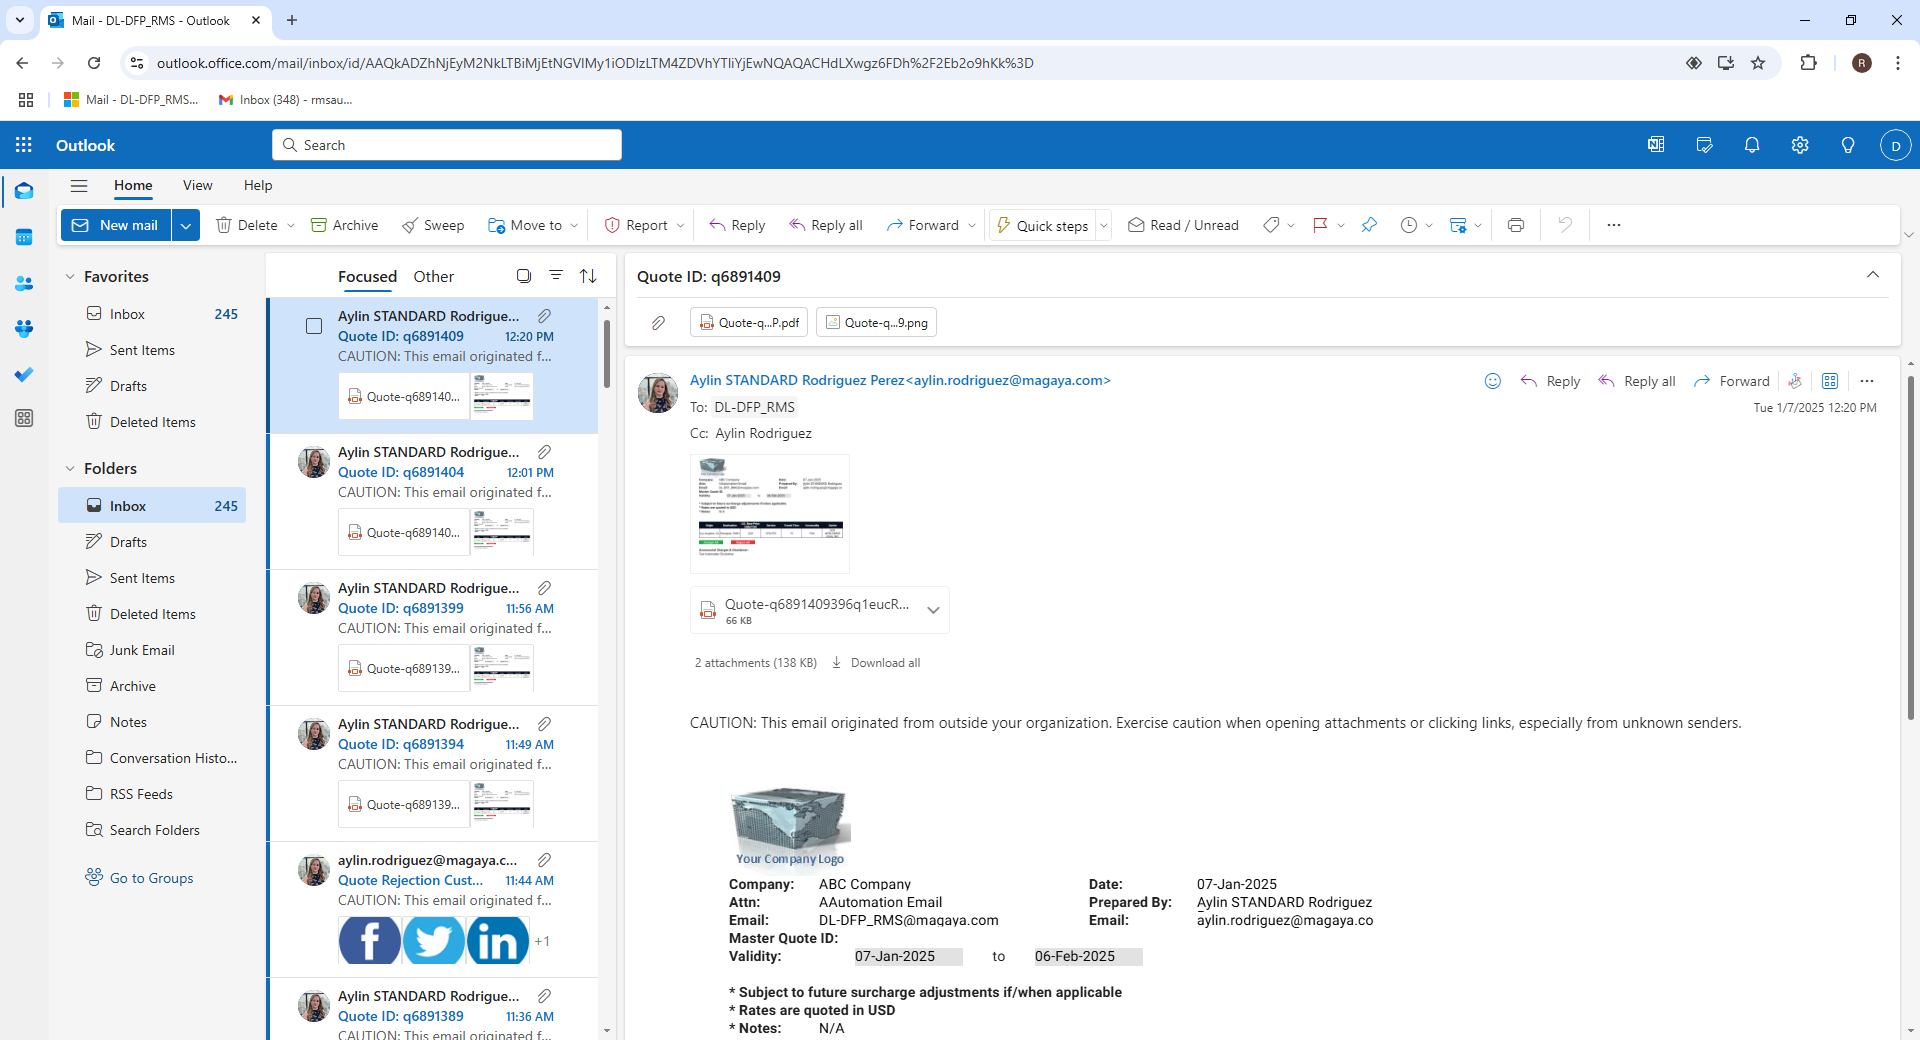 Mail - DL-DFP_RMS - Outlook
outlook.office.com/mail/inbox/id/AAQkADZhNjEyM2NkLTBiMjEtNGVlMy1iODIzLTM4ZDVhYTliYjEwNQAQACHdLXwgz6FDh%2F2Eb2o9hKk%3D
R
Mail - DL-DFP_RMS...
Inbox (348) - rmsau...
Outlook
Search
D
Home
View
Help
New mail
Delete
Archive
Sweep
Move to
Report
Reply
Reply all
Forward
Quick steps
Read / Unread
Favorites
Inbox 245
Sent Items
Drafts
Deleted Items
Folders
Inbox 245
Drafts
Sent Items
Deleted Items
Junk Email
Archive
Notes
Conversation Histo...
RSS Feeds
Search Folders
Go to Groups
Focused
Other
Aylin STANDARD Rodrigue...
Quote ID: q6891409 12:20 PM
CAUTION: This email originated f...
Quote-q689140...
Aylin STANDARD Rodrigue...
Quote ID: q6891404 12:01 PM
CAUTION: This email originated f...
Quote-q689140...
Aylin STANDARD Rodrigue...
Quote ID: q6891399 11:56 AM
CAUTION: This email originated f...
Quote-q689139...
Aylin STANDARD Rodrigue...
Quote ID: q6891394 11:49 AM
CAUTION: This email originated f...
Quote-q689139...
aylin.rodriguez@magaya.c...
Quote Rejection Cust... 11:44 AM
CAUTION: This email originated f...
+1
Aylin STANDARD Rodrigue...
Quote ID: q6891389 11:36 AM
CAUTION: This email originated f...
Quote ID: q6891409
Quote-q...P.pdf
Quote-q...9.png
Aylin STANDARD Rodriguez Perez<aylin.rodriguez@magaya.com>
Reply
Reply all
Forward
To: DL-DFP_RMS
Tue 1/7/2025 12:20 PM
Cc: Aylin Rodriguez
Quote-q6891409396q1eucR...
66 KB
2 attachments (138 KB)
Download all
CAUTION: This email originated from outside your organization. Exercise caution when opening attachments or clicking links, especially from unknown senders.
Your Company Logo
Company: ABC Company Date: 07-Jan-2025
Attn: AAutomation Email Prepared By: Aylin STANDARD Rodriguez
Email: DL-DFP_RMS@magaya.com Email: aylin.rodriguez@magaya.co
Master Quote ID:
Validity: 07-Jan-2025 to 06-Feb-2025
* Subject to future surcharge adjustments if/when applicable
* Rates are quoted in USD
* Notes: N/A